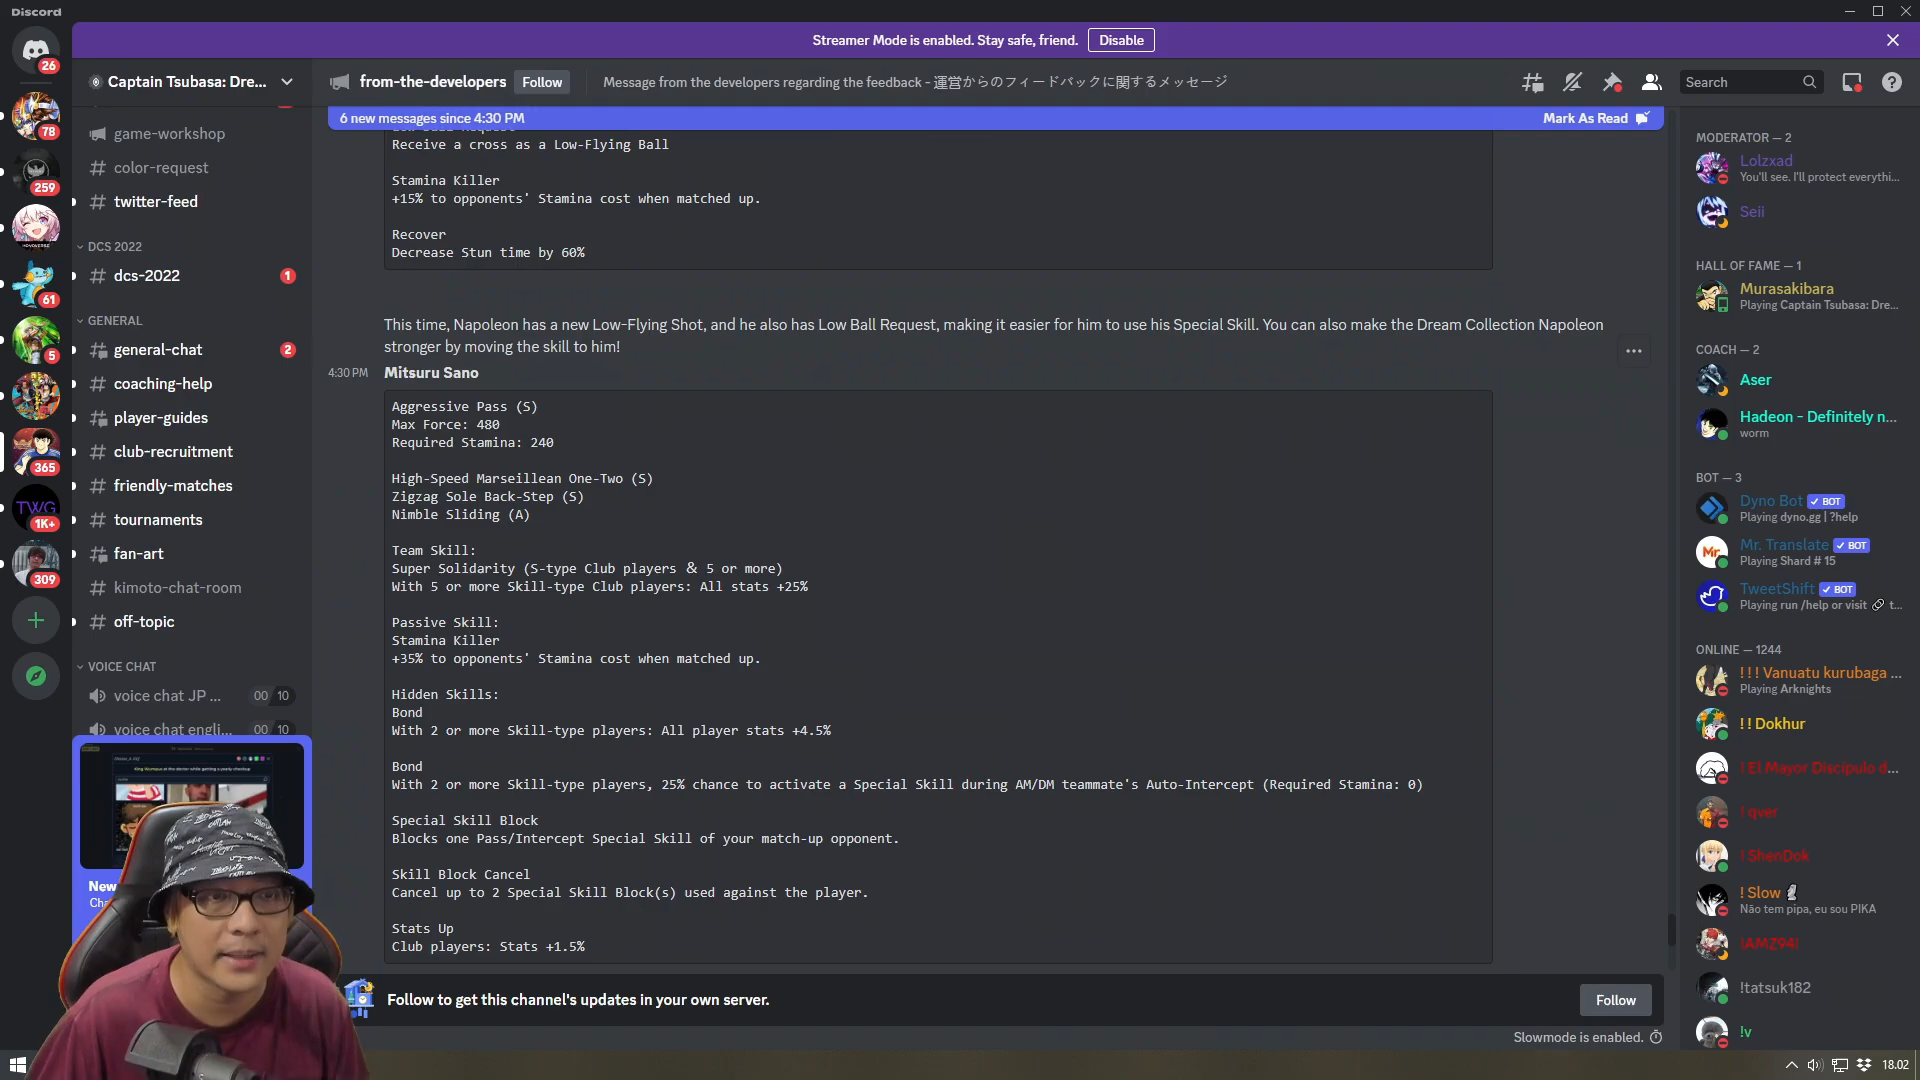 Discord
Streamer Mode is enabled. Stay safe, friend.
Disable
26
78
259
61
5
365
TWG
1K+
309
Captain Tsubasa: Dre...
game-workshop
color-request
twitter-feed
DCS 2022
dcs-2022
1
GENERAL
general-chat
2
coaching-help
player-guides
club-recruitment
friendly-matches
tournaments
fan-art
kimoto-chat-room
off-topic
VOICE CHAT
voice chat JP ...
00 10
voice chat engli...
00 10
New
from-the-developers
Follow
Message from the developers regarding the feedback - 運営からのフィードバックに関するメッセージ
Search
6 new messages since 4:30 PM
Mark As Read
Receive a cross as a Low-Flying Ball
Stamina Killer
+15% to opponents' Stamina cost when matched up.
Recover
Decrease Stun time by 60%
This time, Napoleon has a new Low-Flying Shot, and he also has Low Ball Request, making it easier for him to use his Special Skill. You can also make the Dream Collection Napoleon
stronger by moving the skill to him!
4:30 PM
Mitsuru Sano
Aggressive Pass (S)
Max Force: 480
Required Stamina: 240
High-Speed Marseillean One-Two (S)
Zigzag Sole Back-Step (S)
Nimble Sliding (A)
Team Skill:
Super Solidarity (S-type Club players ＆ 5 or more)
With 5 or more Skill-type Club players: All stats +25%
Passive Skill:
Stamina Killer
+35% to opponents' Stamina cost when matched up.
Hidden Skills:
Bond
With 2 or more Skill-type players: All player stats +4.5%
Bond
With 2 or more Skill-type players, 25% chance to activate a Special Skill during AM/DM teammate's Auto-Intercept (Required Stamina: 0)
Special Skill Block
Blocks one Pass/Intercept Special Skill of your match-up opponent.
Skill Block Cancel
Cancel up to 2 Special Skill Block(s) used against the player.
Stats Up
Club players: Stats +1.5%
Follow to get this channel's updates in your own server.
Follow
Slowmode is enabled.
MODERATOR — 2
Lolzxad
You'll see. I'll protect everythi...
Seii
HALL OF FAME — 1
Murasakibara
Playing Captain Tsubasa: Dre...
COACH — 2
Aser
Hadeon - Definitely n...
worm
BOT — 3
Dyno Bot
BOT
Playing dyno.gg | ?help
Mr. Translate
BOT
Playing Shard # 15
TweetShift
BOT
Playing run /help or visit 🔗 t...
ONLINE — 1244
! ! ! Vanuatu kurubaga ...
Playing Arknights
! ! Dokhur
! El Mayor Discipulo d...
! qver
! ShenDok
! Slow
Não tem pipa, eu sou PIKA
!AMZ94!
!tatsuk182
!v
18.02